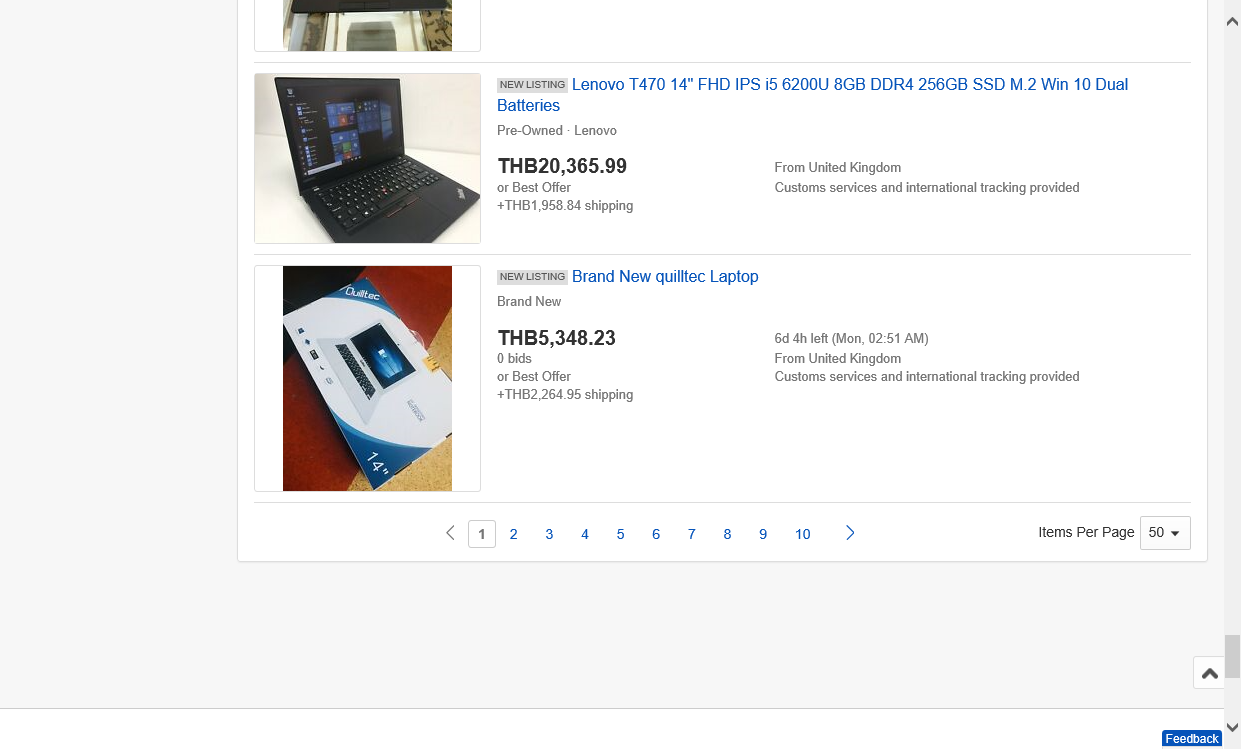 NEW LISTING Lenovo T470 14" FHD IPS i5 6200U 8GB DDR4 256GB SSD M.2 Win 10 Dual
Batteries
Pre-Owned · Lenovo
THB20,365.99
or Best Offer
+THB1,958.84 shipping
From United Kingdom
Customs services and international tracking provided
NEW LISTING Brand New quilltec Laptop
Brand New
THB5,348.23
0 bids
or Best Offer
+THB2,264.95 shipping
6d 4h left (Mon, 02:51 AM)
From United Kingdom
Customs services and international tracking provided
Quilltec
14"
1 2 3 4 5 6 7 8 9 10
Items Per Page 50
Feedback